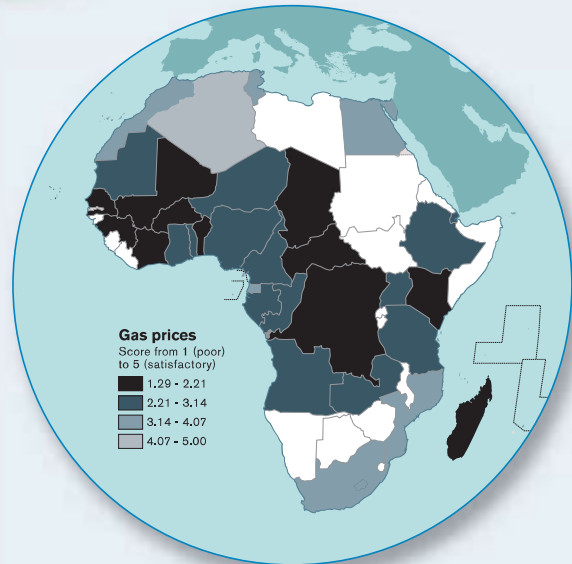 Gas prices
Score from 1 (poor)
to 5 (satisfactory)
1.29 - 2.21
2.21 - 3.14
3.14 - 4.07
4.07 - 5.00